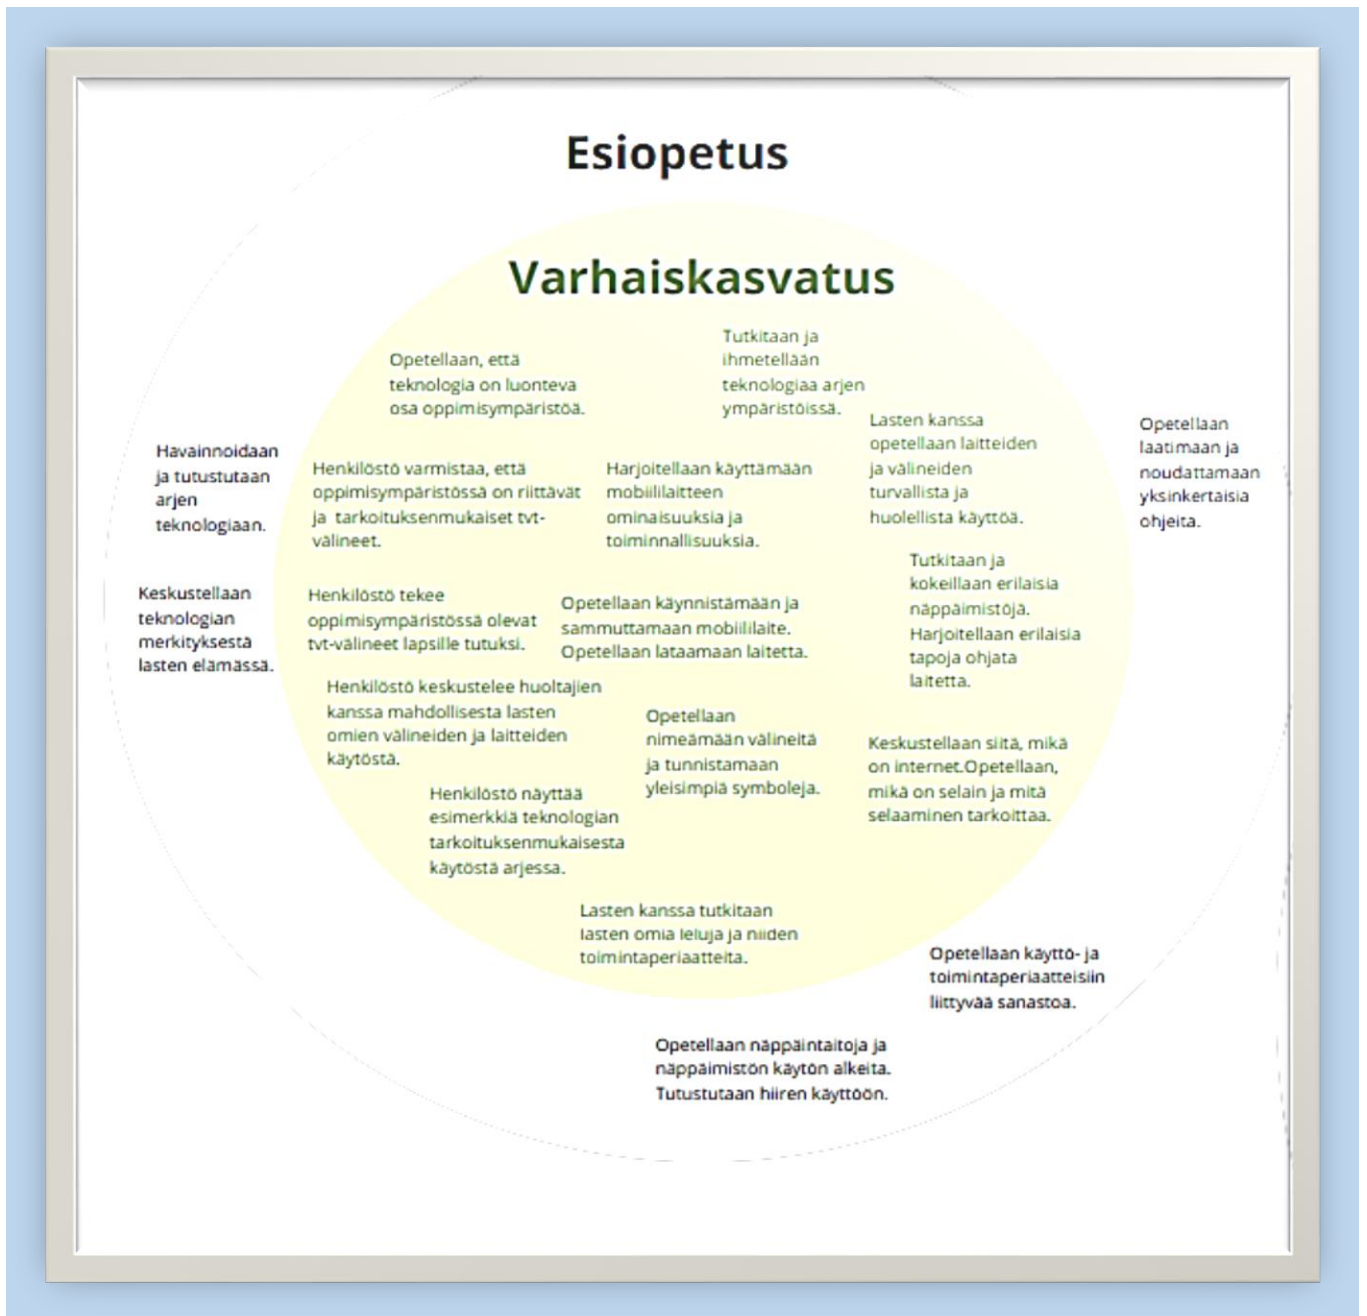 Esiopetus
Varhaiskasvatus
Opetellaan, että
teknologia on luonteva
osa oppimisympäristöä.
Tutkitaan ja
ihmetellään
teknologiaa arjen
ympäristöissä.
Lasten kanssa
opetellaan laitteiden
ja välineiden
turvallista ja
huolellista käyttöä.
Opetellaan
laatimaan ja
noudattamaan
yksinkertaisia
ohjeita.
Havainnoidaan
ja tutustutaan
arjen
teknologiaan.
Henkilöstö varmistaa, että
oppimisympäristössä on riittävät
ja tarkoituksenmukaiset tvt-
välineet.
Harjoitellaan käyttämään
mobiililaitteen
ominaisuuksia ja
toiminnallisuuksia.
Keskustellaan
teknologian
merkityksestä
lasten elämässä.
Henkilöstö tekee
oppimisympäristössä olevat
tvt-välineet lapsille tutuksi.
Opetellaan käynnistämään ja
sammuttamaan mobiililaite.
Opetellaan lataamaan laitetta.
Tutkitaan ja
kokeillaan erilaisia
näppäimistöjä.
Harjoitellaan erilaisia
tapoja ohjata
laitetta.
Henkilöstö keskustelee huoltajien
kanssa mahdollisesta lasten
omien välineiden ja laitteiden
käytöstä.
Opetellaan
nimeämään välineitä
ja tunnistamaan
yleisimpiä symboleja.
Keskustellaan siitä, mikä
on internet.Opetellaan,
mikä on selain ja mitä
selaaminen tarkoittaa.
Henkilöstö näyttää
esimerkkiä teknologian
tarkoituksenmukaisesta
käytöstä arjessa.
Lasten kanssa tutkitaan
lasten omia leluja ja niiden
toimintaperiaatteita.
Opetellaan käyttö- ja
toimintaperiaatteisiin
liittyvää sanastoa.
Opetellaan näppäintaitoja ja
näppäimistön käytön alkeita.
Tutustutaan hiiren käyttöön.